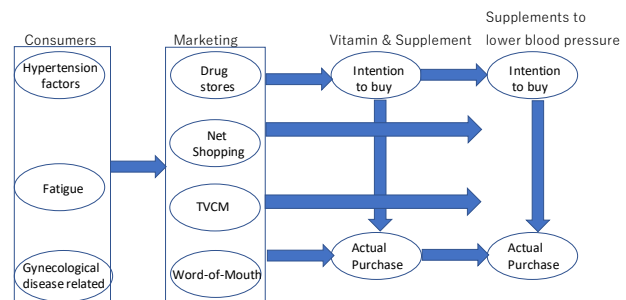 Supplements to
Consumers Marketing Vitamin & Supplement lower blood pressure
Hypertension
factors
Drug
stores
Intention
to buy
Intention
to buy
Net
Shopping
Fatigue
TVCM
Gynecological
disease related
Word-of-Mouth
Actual
Purchase
Actual
Purchase